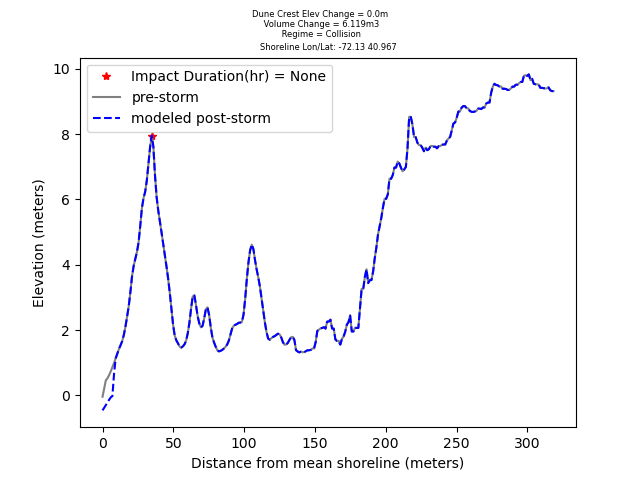 Dune Crest Elev Change = 0.0m
Volume Change = 6.119m
Regime = Collision
Shoreline Lon/Lat: -72.13 40.967
Impact Duration(hr) = None
pre-storm
modeled post-storm
10
8
6
4
2
0
Elevation (meters)
0 50 100 150 200 250 300
Distance from mean shoreline (meters)